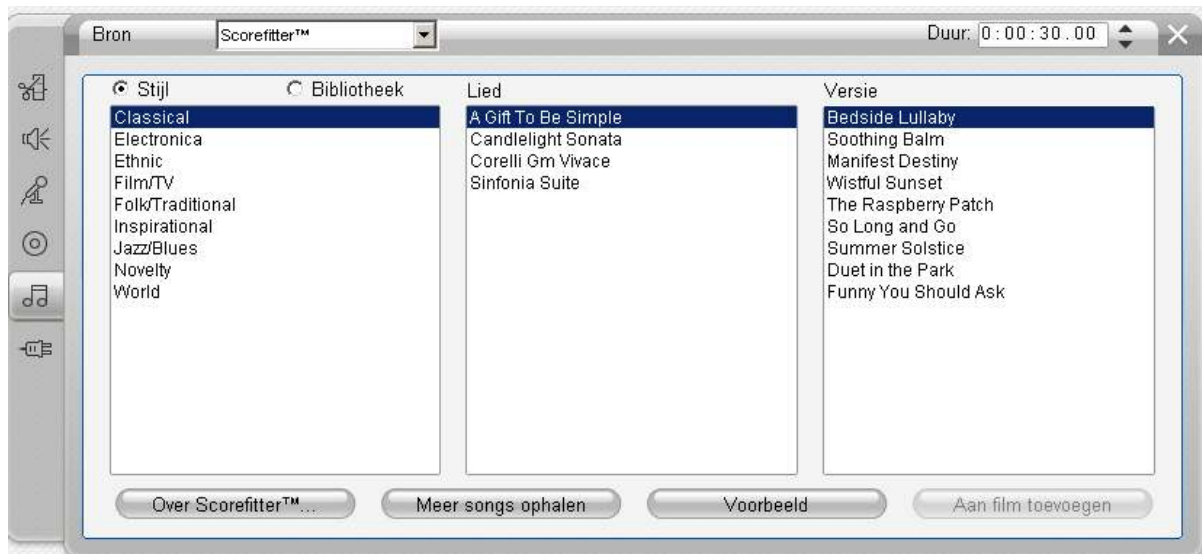 Bron Scorefitter™ Duur: 0:00:30.00
Stijl Bibliotheek Lied Versie
Classical
Electronica
Ethnic
Film/TV
Folk/Traditional
Inspirational
Jazz/Blues
Novelty
World
A Gift To Be Simple
Candlelight Sonata
Corelli Gm Vivace
Sinfonia Suite
Bedside Lullaby
Soothing Balm
Manifest Destiny
Wistful Sunset
The Raspberry Patch
So Long and Go
Summer Solstice
Duet in the Park
Funny You Should Ask
Over Scorefitter™... Meer songs ophalen Voorbeeld Aan film toevoegen